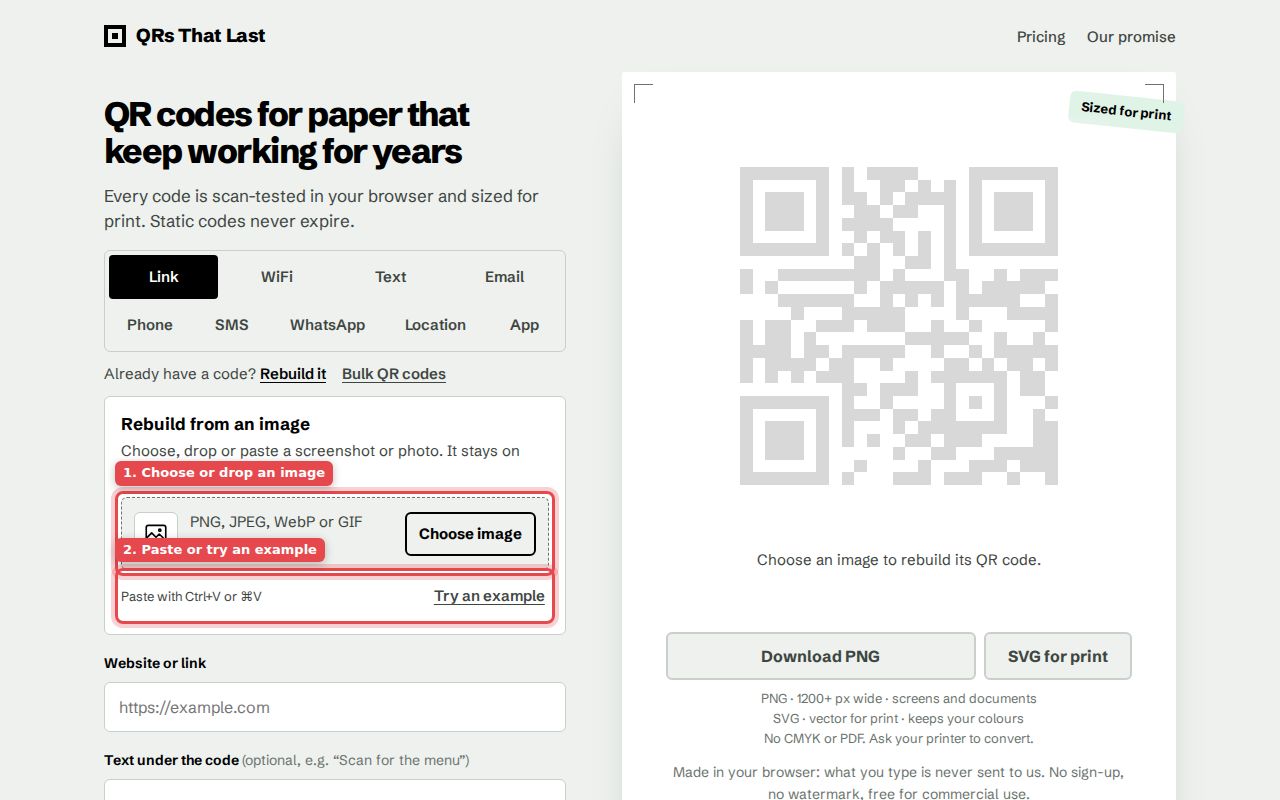 QRs That Last
Pricing
Our promise
QR codes for paper that
keep working for years
Every code is scan-tested in your browser and sized for
print. Static codes never expire.
Link
WiFi
Text
Email
Phone
SMS
WhatsApp
Location
App
Already have a code? Rebuild it
Bulk QR codes
Rebuild from an image
Choose, drop or paste a screenshot or photo. It stays on
1. Choose or drop an image
PNG, JPEG, WebP or GIF
Choose image
2. Paste or try an example
Paste with Ctrl+V or ⌘V
Try an example
Website or link
https://example.com
Text under the code (optional, e.g. “Scan for the menu”)
Sized for print
Choose an image to rebuild its QR code.
Download PNG
SVG for print
PNG · 1200+ px wide · screens and documents
SVG · vector for print · keeps your colours
No CMYK or PDF. Ask your printer to convert.
Made in your browser: what you type is never sent to us. No sign-up,
no watermark, free for commercial use.